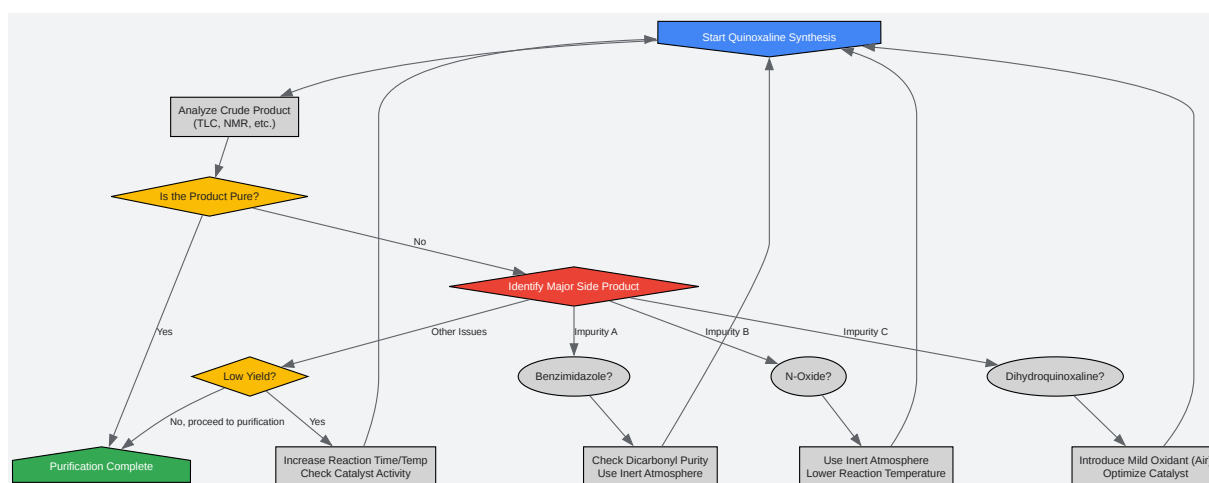 Start Quinoxaline Synthesis
Analyze Crude Product
(TLC, NMR, etc.)
Is the Product Pure?
No
Identify Major Side Product
Yes
Other Issues
Impurity A
Impurity B
Impurity C
Low Yield?
Benzimidazole?
N-Oxide?
Dihydroquinoxaline?
No, proceed to purification
Yes
Purification Complete
Increase Reaction Time/Temp
Check Catalyst Activity
Check Dicarbonyl Purity
Use Inert Atmosphere
Use Inert Atmosphere
Lower Reaction Temperature
Introduce Mild Oxidant (Air)
Optimize Catalyst